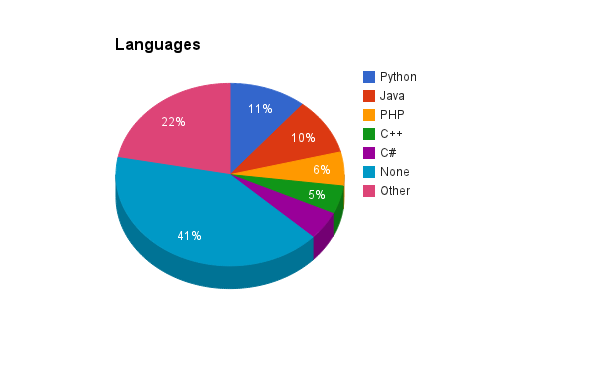 Languages
Python
Java
PHP
C++
C#
None
Other
11%
10%
6%
5%
41%
22%